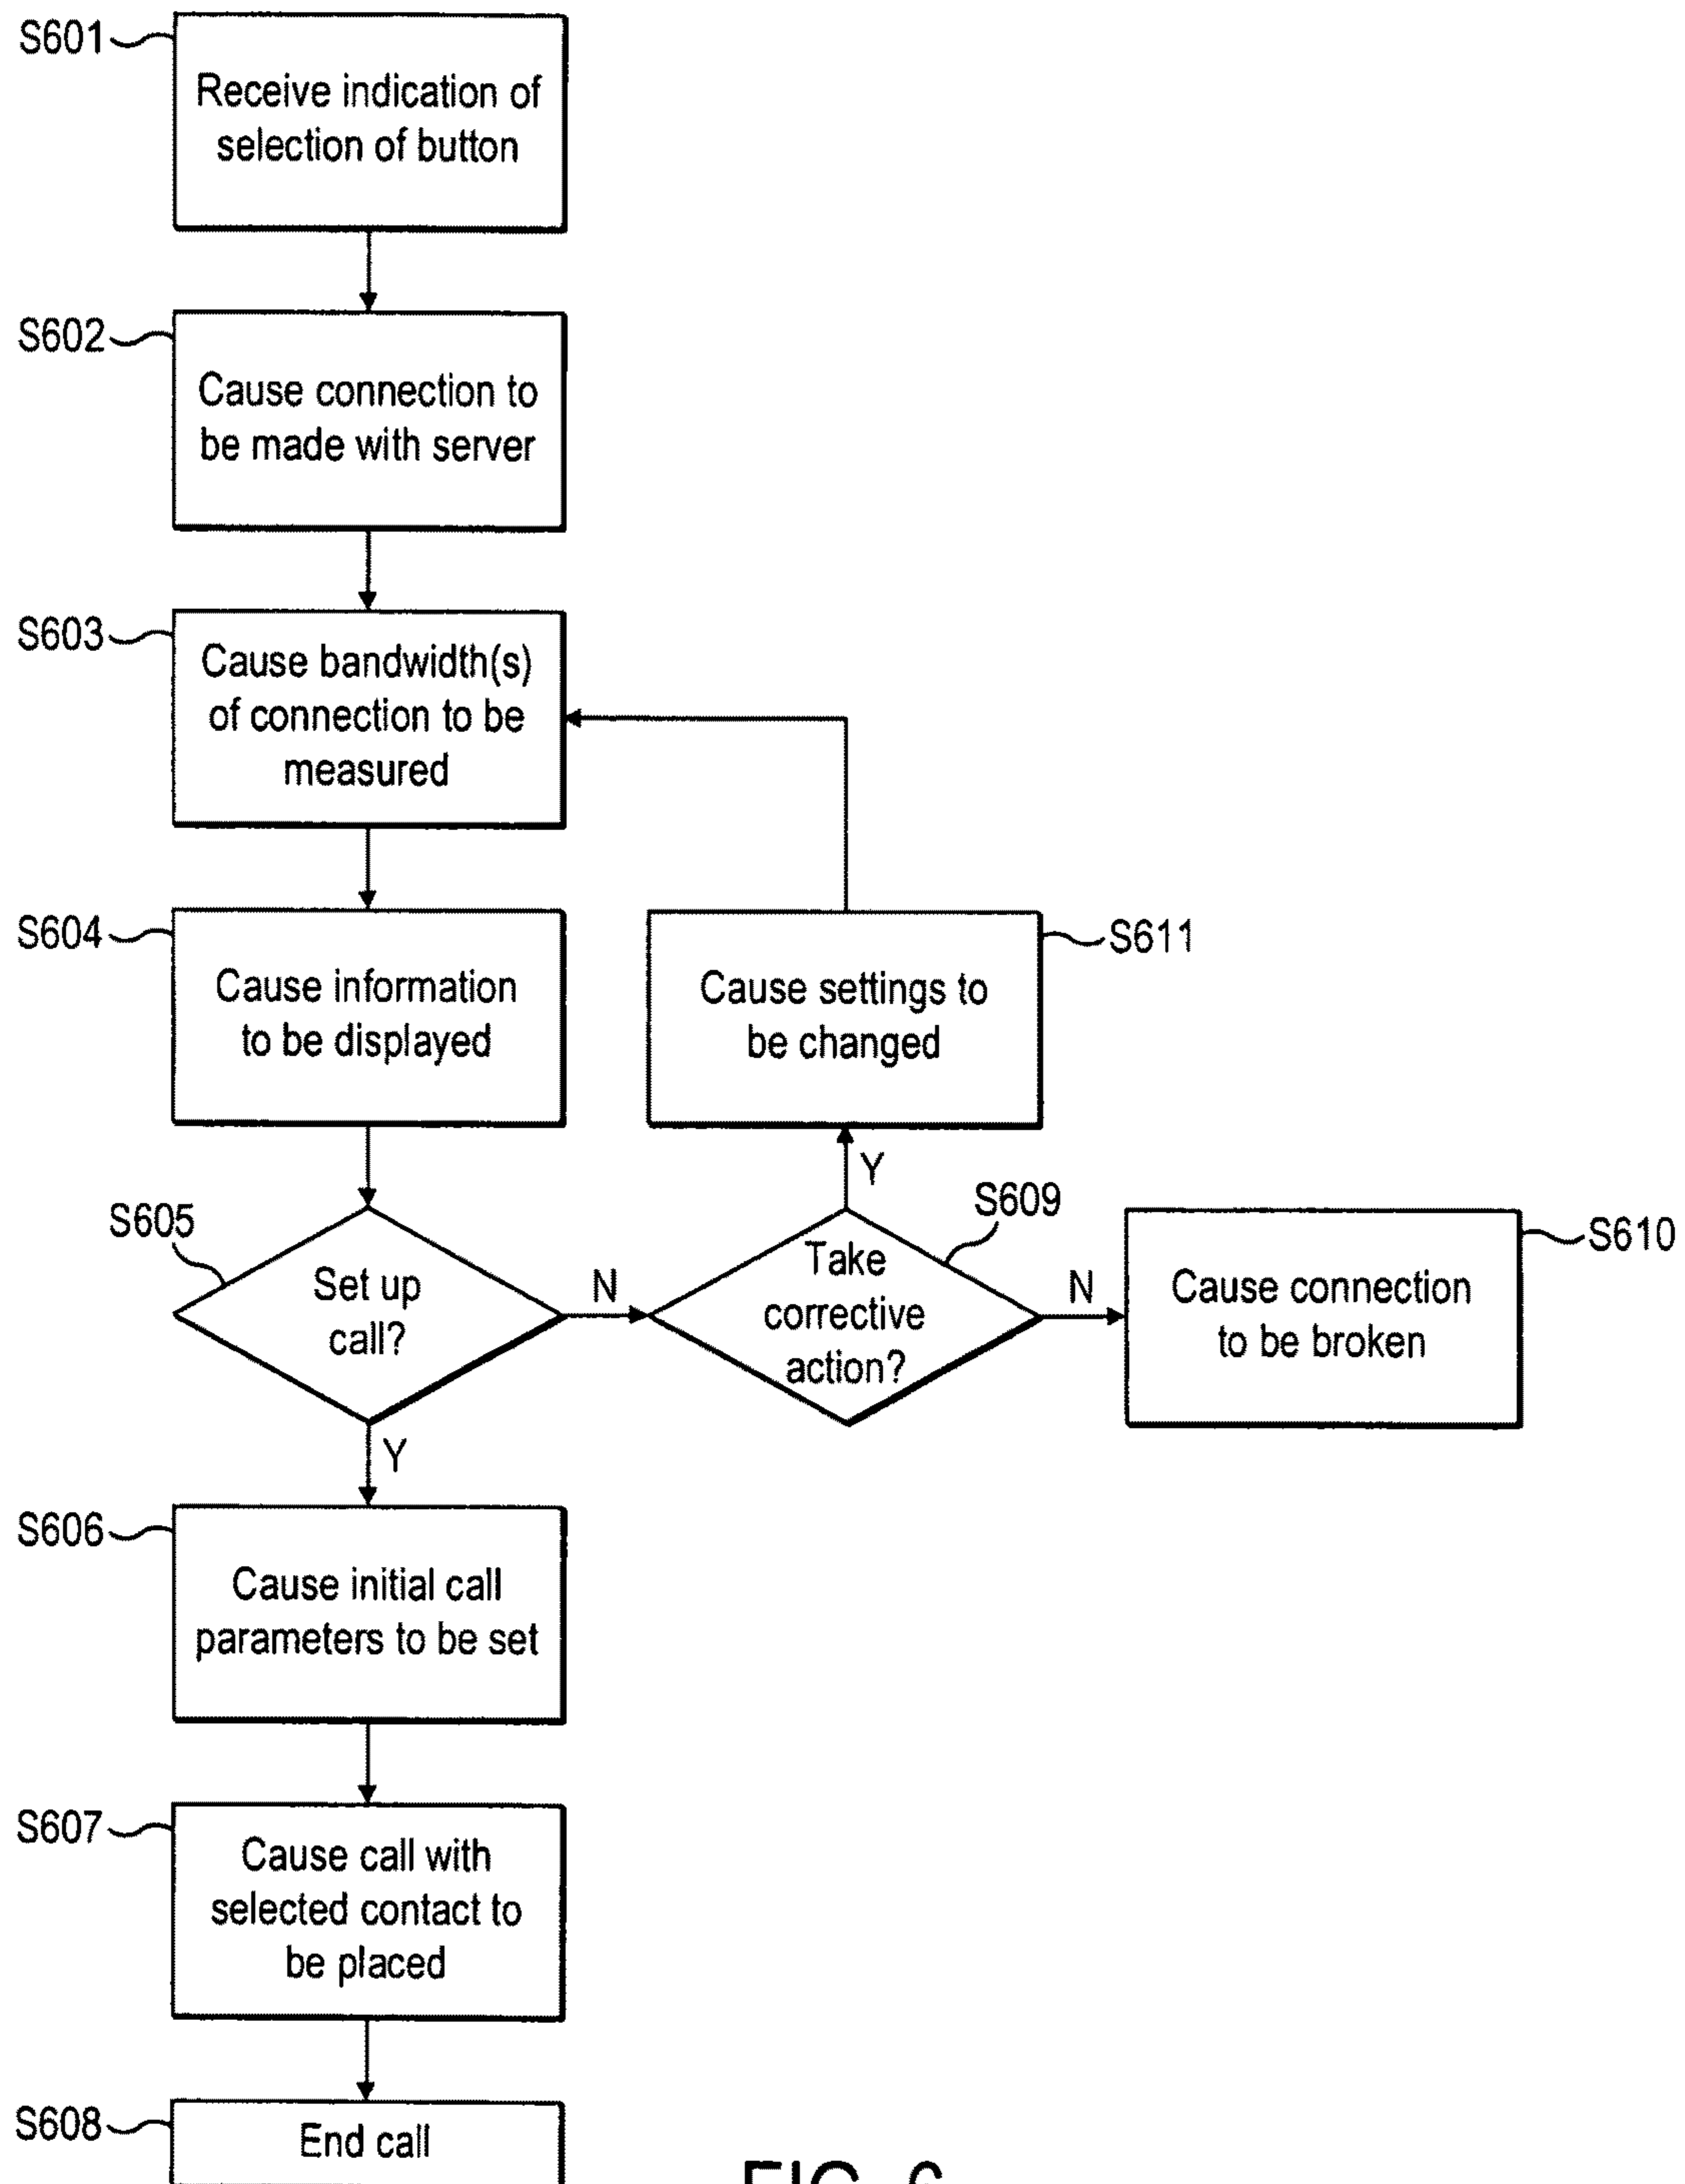 S601
Receive indication of
selection of button
S602
Cause connection to
be made with server
S603
Cause bandwidth(s)
of connection to be
measured
S604
Cause information
to be displayed
S611
Cause settings to
be changed
Y
S605
Set up
call?
N
S609
Take
corrective
action?
N
S610
Cause connection
to be broken
Y
S606
Cause initial call
parameters to be set
S607
Cause call with
selected contact to
be placed
S608
End call
FIG. 6